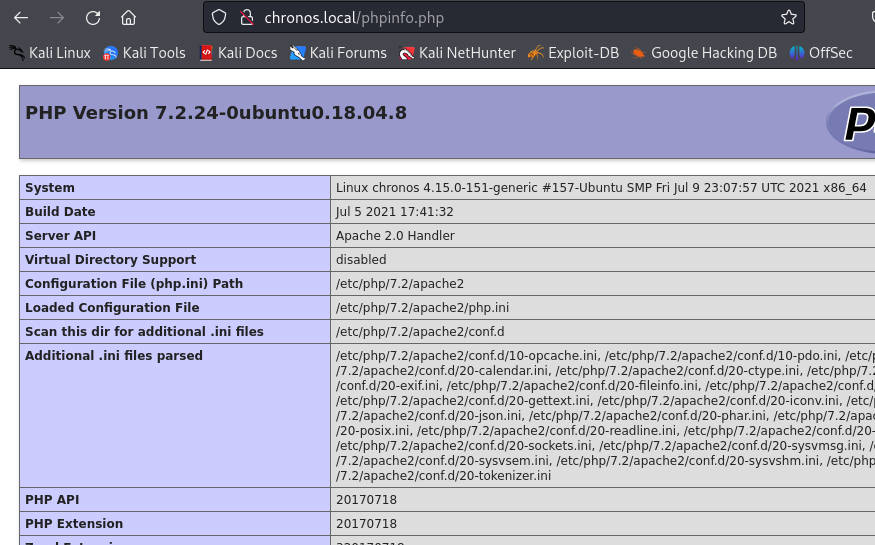 chronos.local/phpinfo.php
Kali Linux Kali Tools Kali Docs Kali Forums Kali NetHunter Exploit-DB Google Hacking DB OffSec
PHP Version 7.2.24-0ubuntu0.18.04.8
System Linux chronos 4.15.0-151-generic #157-Ubuntu SMP Fri Jul 9 23:07:57 UTC 2021 x86_64
Build Date Jul 5 2021 17:41:32
Server API Apache 2.0 Handler
Virtual Directory Support disabled
Configuration File (php.ini) Path /etc/php/7.2/apache2
Loaded Configuration File /etc/php/7.2/apache2/php.ini
Scan this dir for additional .ini files /etc/php/7.2/apache2/conf.d
Additional .ini files parsed /etc/php/7.2/apache2/conf.d/10-opcache.ini, /etc/php/7.2/apache2/conf.d/10-pdo.ini, /etc/p
/7.2/apache2/conf.d/20-calendar.ini, /etc/php/7.2/apache2/conf.d/20-ctype.ini, /etc/php/7.
/conf.d/20-exif.ini, /etc/php/7.2/apache2/conf.d/20-fileinfo.ini, /etc/php/7.2/apache2/conf.d,
/etc/php/7.2/apache2/conf.d/20-gettext.ini, /etc/php/7.2/apache2/conf.d/20-iconv.ini, /etc/p
/7.2/apache2/conf.d/20-json.ini, /etc/php/7.2/apache2/conf.d/20-phar.ini, /etc/php/7.2/apac
/20-posix.ini, /etc/php/7.2/apache2/conf.d/20-readline.ini, /etc/php/7.2/apache2/conf.d/20-
/etc/php/7.2/apache2/conf.d/20-sockets.ini, /etc/php/7.2/apache2/conf.d/20-sysvmsg.ini, /
/7.2/apache2/conf.d/20-sysvsem.ini, /etc/php/7.2/apache2/conf.d/20-sysvshm.ini, /etc/php
/7.2/apache2/conf.d/20-tokenizer.ini
PHP API 20170718
PHP Extension 20170718